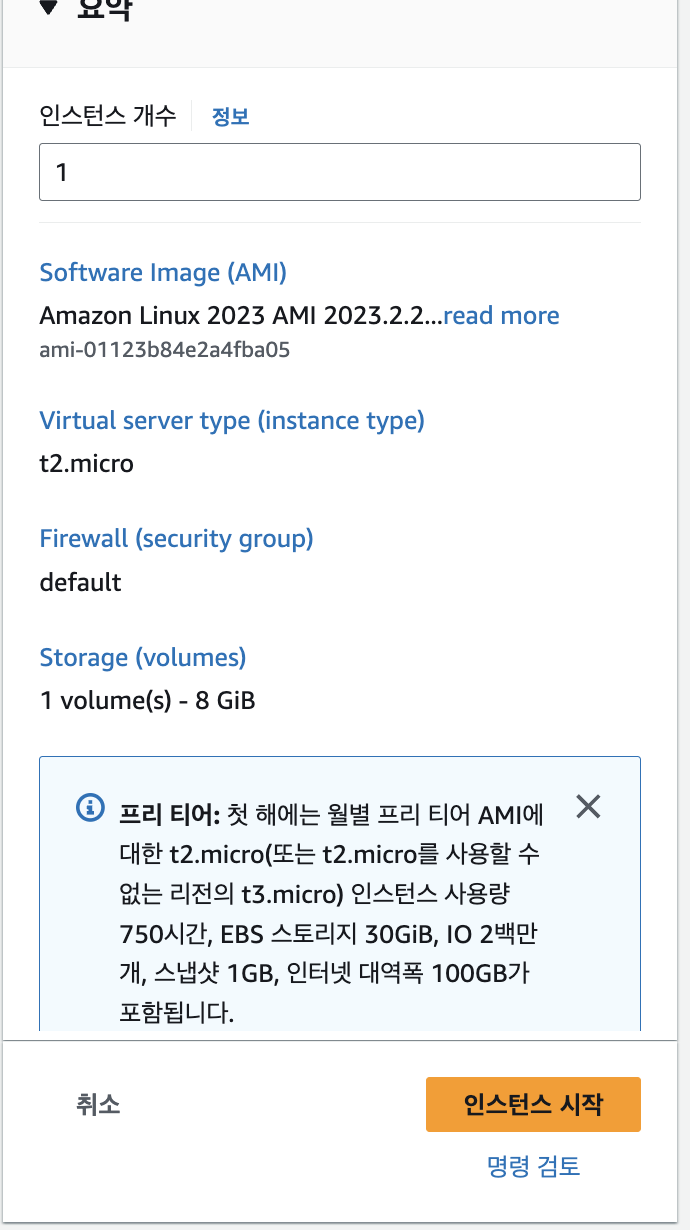 ▼ 요약
인스턴스 개수 정보
1
Software Image (AMI)
Amazon Linux 2023 AMI 2023.2.2...read more
ami-01123b84e2a4fba05
Virtual server type (instance type)
t2.micro
Firewall (security group)
default
Storage (volumes)
1 volume(s) - 8 GiB
프리 티어: 첫 해에는 월별 프리 티어 AMI에
대한 t2.micro(또는 t2.micro를 사용할 수
없는 리전의 t3.micro) 인스턴스 사용량
750시간, EBS 스토리지 30GiB, IO 2백만
개, 스냅샷 1GB, 인터넷 대역폭 100GB가
포함됩니다.
취소
인스턴스 시작
명령 검토